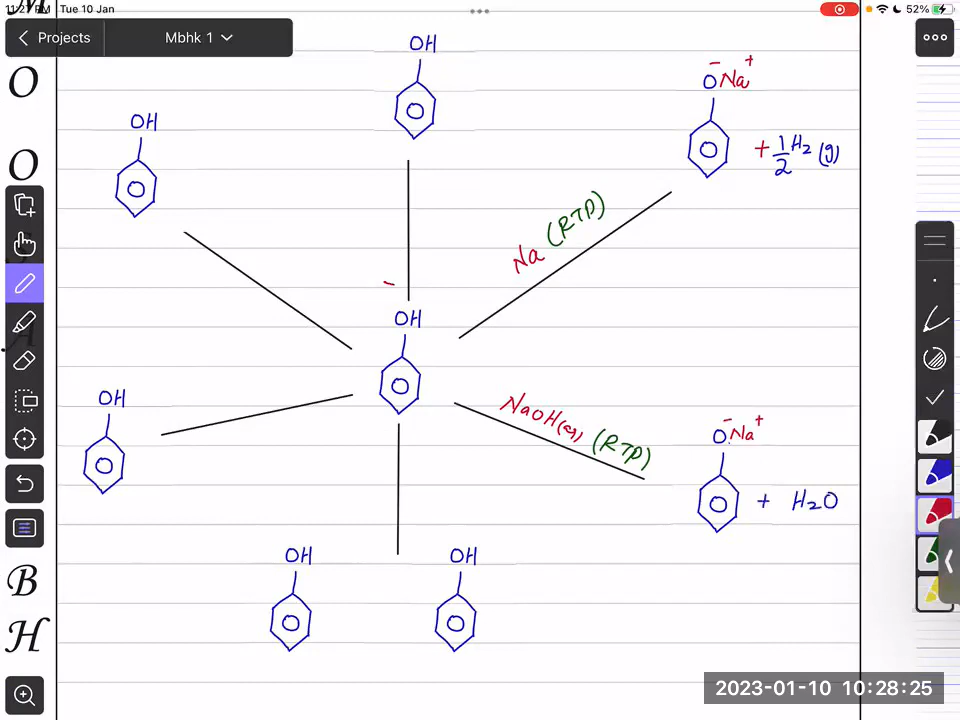 11:27 PM Tue 10 Jan
52%
Projects
Mbhk 1
OH
O⁻Na⁺
+ 1/2 H₂ (g)
OH
Na (RTP)
OH
NaOH(aq) (RTP)
OH
O⁻Na⁺
+ H₂O
OH
OH
O
O
S
A
B
H
2023-01-10 10:28:25